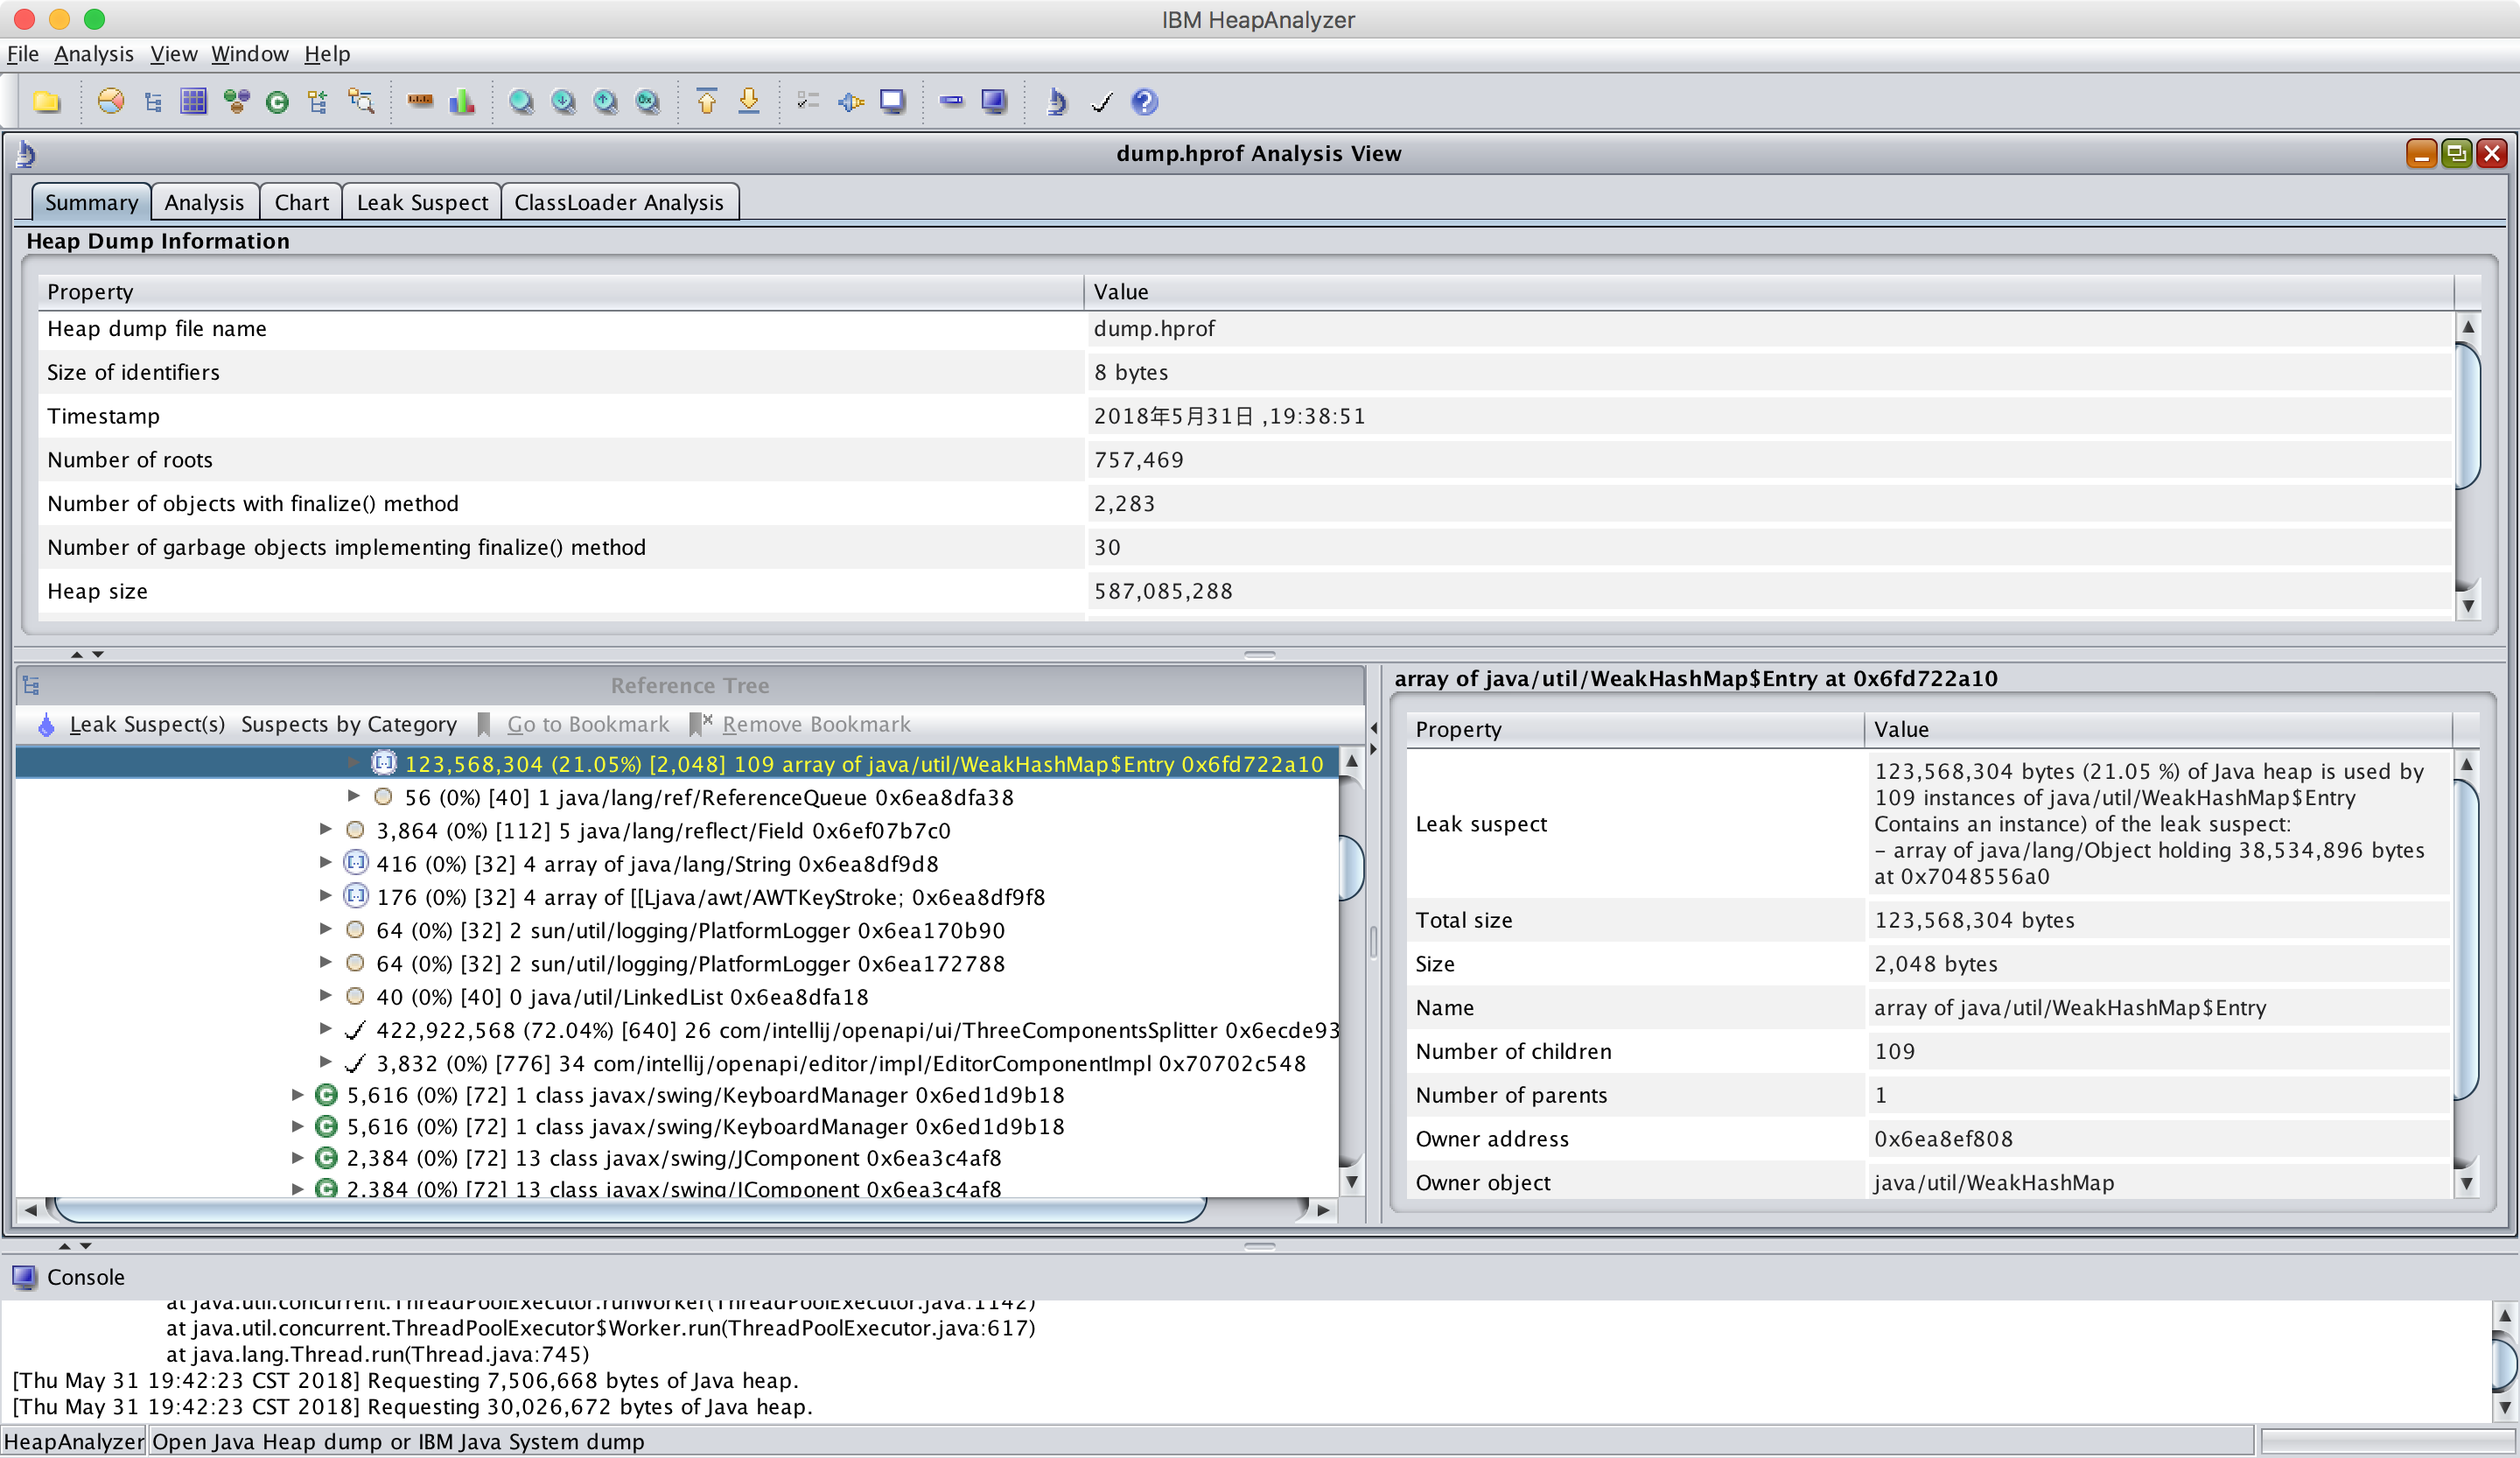 IBM HeapAnalyzer
File Analysis View Window Help
dump.hprof Analysis View
Summary Analysis Chart Leak Suspect ClassLoader Analysis
Heap Dump Information
Property Value
Heap dump file name dump.hprof
Size of identifiers 8 bytes
Timestamp 2018年5月31日 ,19:38:51
Number of roots 757,469
Number of objects with finalize() method 2,283
Number of garbage objects implementing finalize() method 30
Heap size 587,085,288
Reference Tree
Leak Suspect(s) Suspects by Category Go to Bookmark Remove Bookmark
123,568,304 (21.05%) [2,048] 109 array of java/util/WeakHashMap$Entry 0x6fd722a10
56 (0%) [40] 1 java/lang/ref/ReferenceQueue 0x6ea8dfa38
3,864 (0%) [112] 5 java/lang/reflect/Field 0x6ef07b7c0
416 (0%) [32] 4 array of java/lang/String 0x6ea8df9d8
176 (0%) [32] 4 array of [[Ljava/awt/AWTKeyStroke; 0x6ea8df9f8
64 (0%) [32] 2 sun/util/logging/PlatformLogger 0x6ea170b90
64 (0%) [32] 2 sun/util/logging/PlatformLogger 0x6ea172788
40 (0%) [40] 0 java/util/LinkedList 0x6ea8dfa18
422,922,568 (72.04%) [640] 26 com/intellij/openapi/ui/ThreeComponentsSplitter 0x6ecde93
3,832 (0%) [776] 34 com/intellij/openapi/editor/impl/EditorComponentImpl 0x70702c548
5,616 (0%) [72] 1 class javax/swing/KeyboardManager 0x6ed1d9b18
5,616 (0%) [72] 1 class javax/swing/KeyboardManager 0x6ed1d9b18
2,384 (0%) [72] 13 class javax/swing/JComponent 0x6ea3c4af8
2,384 (0%) [72] 13 class javax/swing/JComponent 0x6ea3c4af8
array of java/util/WeakHashMap$Entry at 0x6fd722a10
Property Value
Leak suspect
123,568,304 bytes (21.05 %) of Java heap is used by
109 instances of java/util/WeakHashMap$Entry
Contains an instance) of the leak suspect:
- array of java/lang/Object holding 38,534,896 bytes
at 0x7048556a0
Total size 123,568,304 bytes
Size 2,048 bytes
Name array of java/util/WeakHashMap$Entry
Number of children 109
Number of parents 1
Owner address 0x6ea8ef808
Owner object java/util/WeakHashMap
Console
at java.util.concurrent.ThreadPoolExecutor.runWorker(ThreadPoolExecutor.java:1142)
at java.util.concurrent.ThreadPoolExecutor$Worker.run(ThreadPoolExecutor.java:617)
at java.lang.Thread.run(Thread.java:745)
[Thu May 31 19:42:23 CST 2018] Requesting 7,506,668 bytes of Java heap.
[Thu May 31 19:42:23 CST 2018] Requesting 30,026,672 bytes of Java heap.
HeapAnalyzer Open Java Heap dump or IBM Java System dump